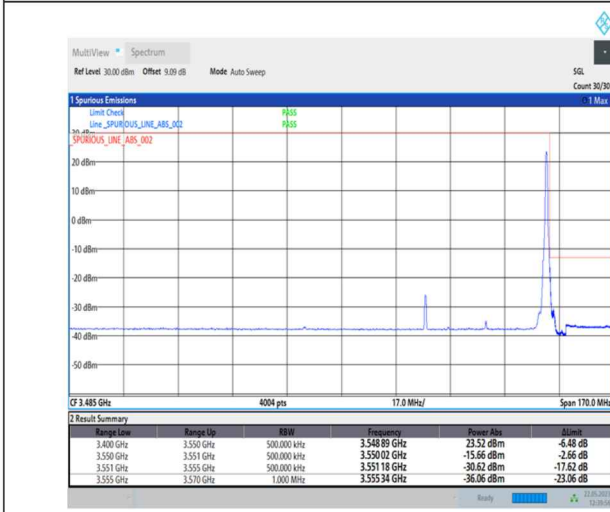 MultiView Spectrum
Ref Level 30.00 dBm Offset 9.09 dB Mode Auto Sweep SGL
Count 30/30
1 Spurious Emissions 1 Max
Limit Check PASS
Line _SPURIOUS_LINE_ABS_002 PASS
30 dBm
_SPURIOUS_LINE_ABS_002
20 dBm
10 dBm
0 dBm
-10 dBm
-20 dBm
-30 dBm
-40 dBm
-50 dBm
CF 3.485 GHz 4004 pts 17.0 MHz/ Span 170.0 MHz
2 Result Summary
Range Low Range Up RBW Frequency Power Abs ΔLimit
3.400 GHz 3.550 GHz 500.000 kHz 3.54889 GHz 23.52 dBm -6.48 dB
3.550 GHz 3.551 GHz 500.000 kHz 3.55002 GHz -15.66 dBm -2.66 dB
3.551 GHz 3.555 GHz 500.000 kHz 3.55118 GHz -30.62 dBm -17.62 dB
3.555 GHz 3.570 GHz 1.000 MHz 3.55534 GHz -36.06 dBm -23.06 dB
Ready